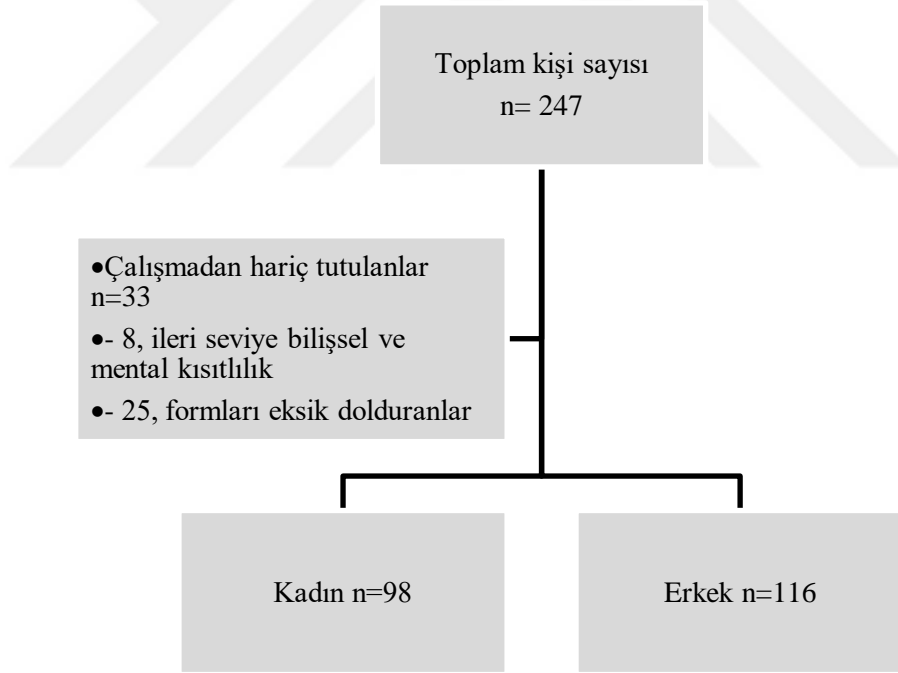 Toplam kişi sayısı
n= 247
•Çalışmadan hariç tutulanlar
n=33
•- 8, ileri seviye bilişsel ve
mental kısıtlılık
•- 25, formları eksik dolduranlar
Kadın n=98
Erkek n=116